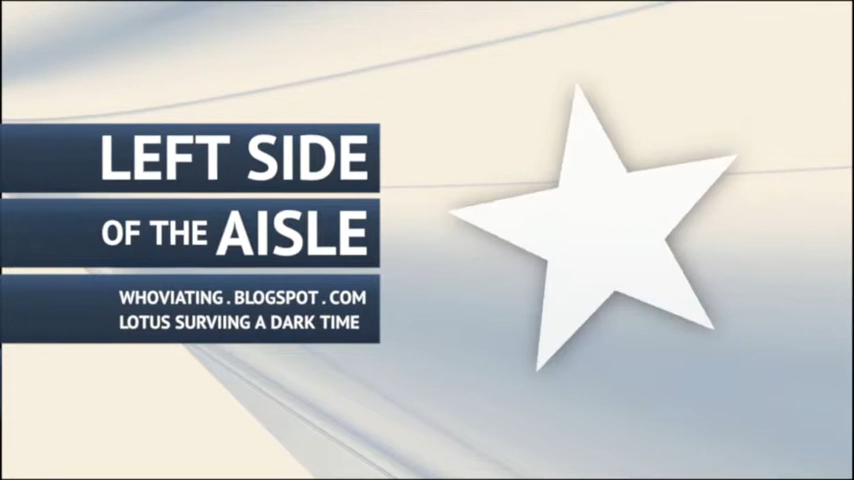 LEFT SIDE
OF THE AISLE
WHOVIATING . BLOGSPOT . COM
LOTUS SURVIING A DARK TIME